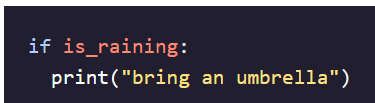 if is_raining:
  print("bring an umbrella")